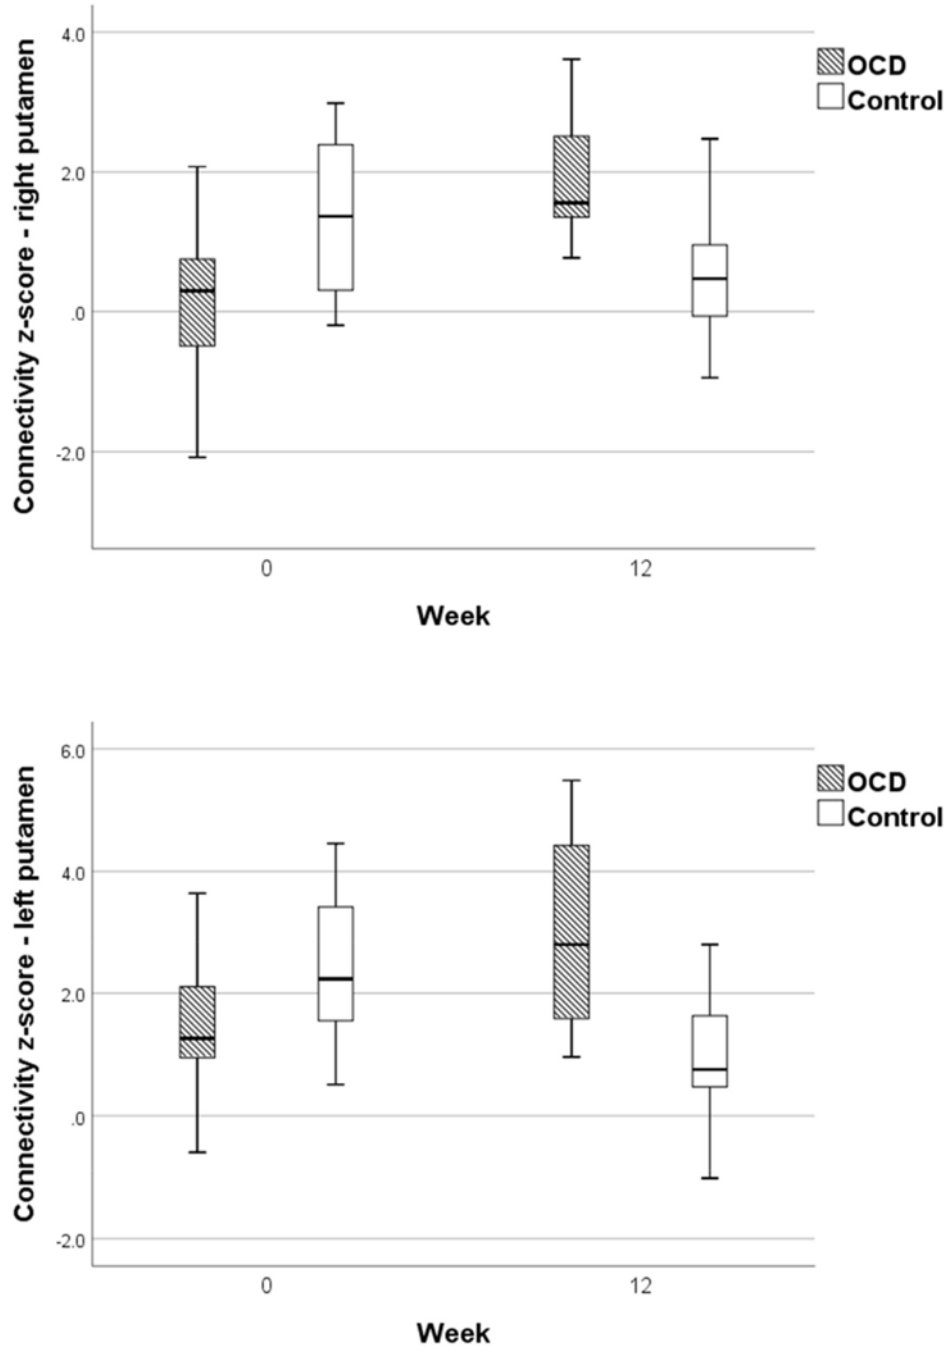 Connectivity z-score - right putamen
4.0
2.0
.0
-2.0
0
12
Week
OCD
Control
Connectivity z-score - left putamen
6.0
4.0
2.0
.0
-2.0
0
12
Week
OCD
Control